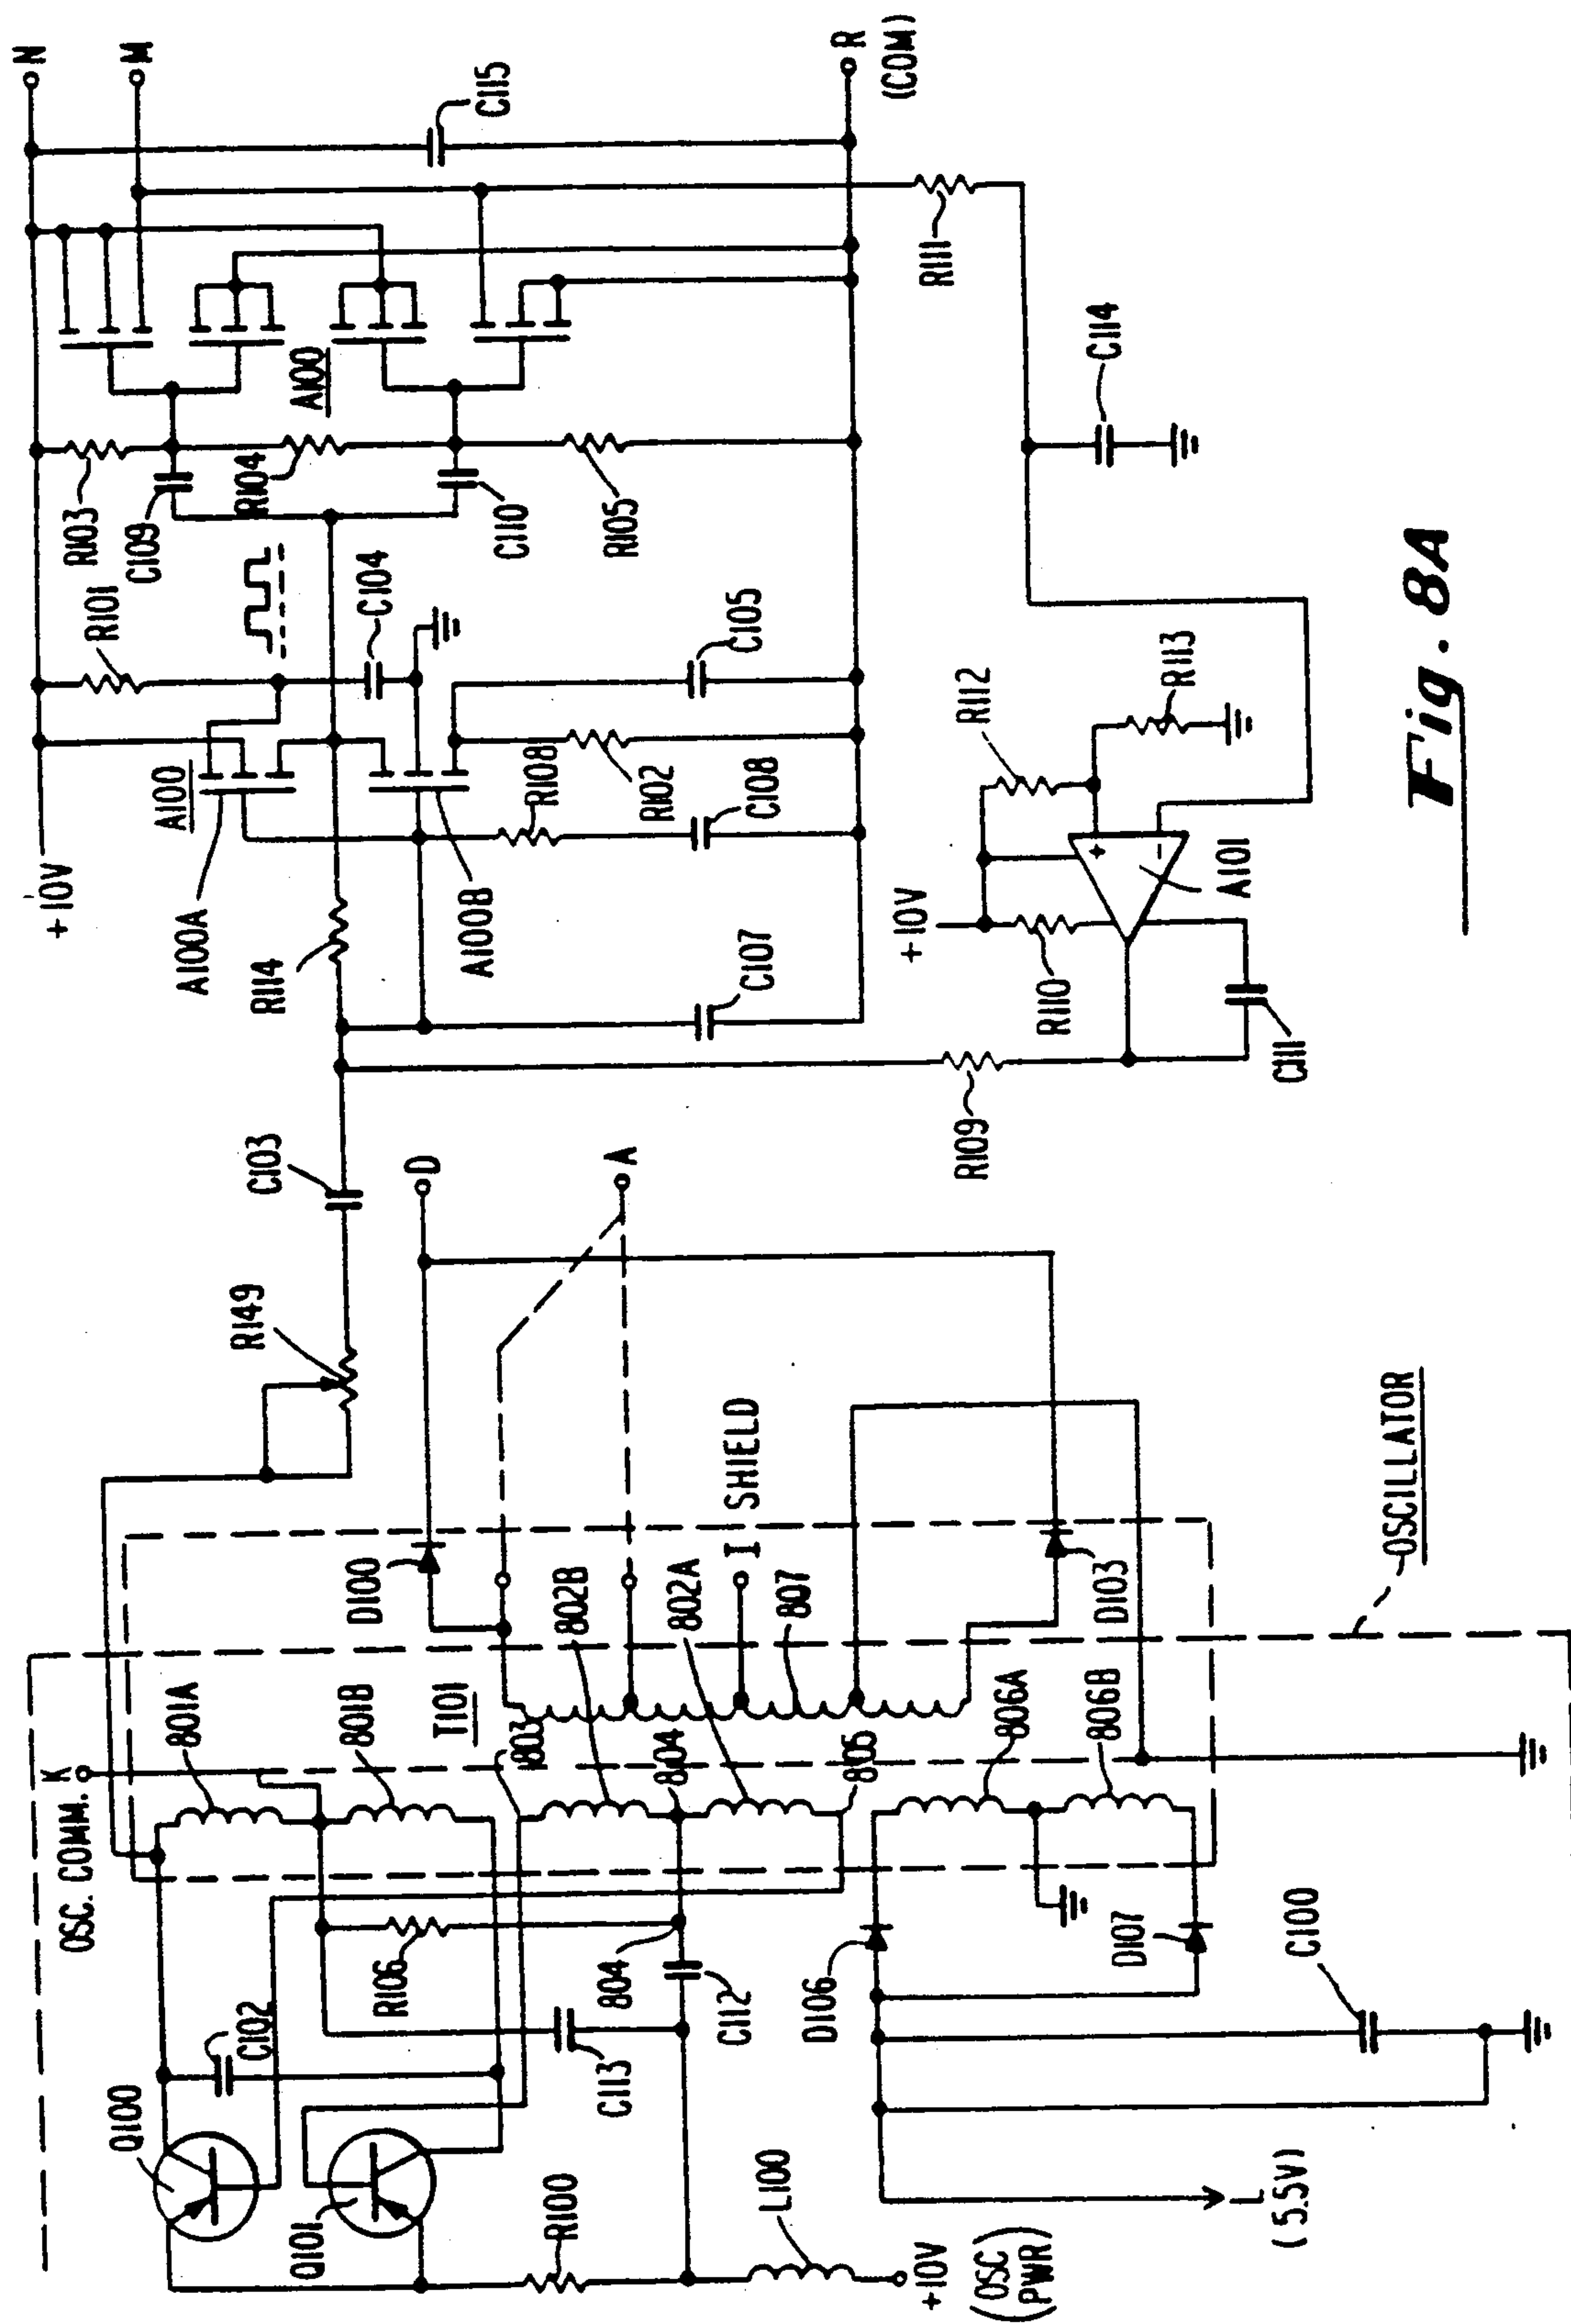 OSC. COMM.
K
801A
801B
T101
803
802B
804
802A
805
807
806A
806B
SHIELD
I
OSCILLATOR
Q100
C102
Q101
R106
804
C113
C112
R100
L100
+10V
(OSC PWR)
D106
D107
C100
L
(5.5V)
D100
D103
R149
C103
D
A
+10V
A100A
A100
R101
R103
C109
R104
A100
N
M
C115
R
(COM)
R114
C104
A100B
R108
R102
C105
C110
R105
C108
C107
R111
C114
R109
+10V
R110
R112
R113
+
−
A101
C111
Fig. 8A